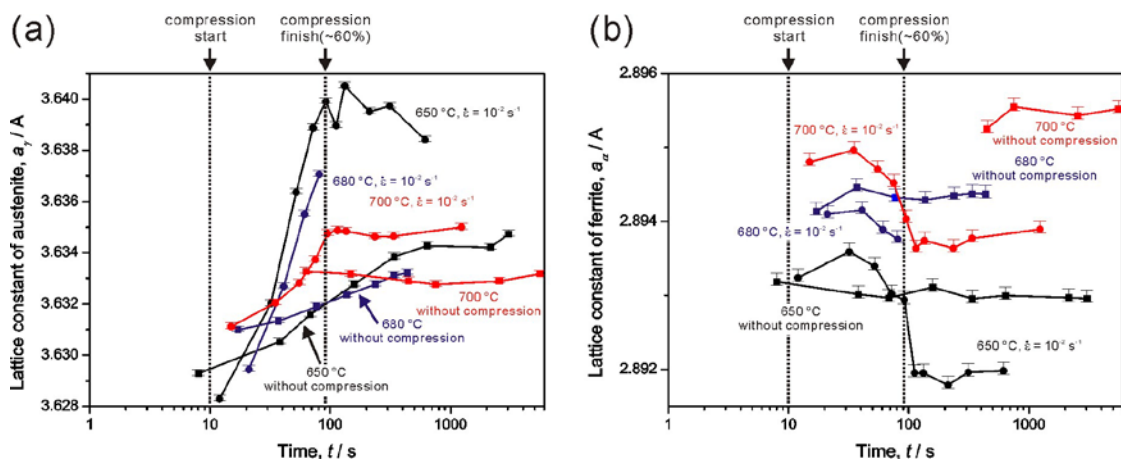 (a)
compression
start
compression
finish(~60%)
Lattice constant of austenite, aγ / A
3.640
3.638
3.636
3.634
3.632
3.630
3.628
650 °C, ε̇ = 10⁻² s⁻¹
680 °C, ε̇ = 10⁻² s⁻¹
700 °C, ε̇ = 10⁻² s⁻¹
700 °C
without compression
680 °C
without compression
650 °C
without compression
1
10
100
1000
Time, t / s
(b)
compression
start
compression
finish(~60%)
Lattice constant of ferrite, aα / A
2.896
2.894
2.892
700 °C, ε̇ = 10⁻² s⁻¹
700 °C
without compression
680 °C
without compression
680 °C, ε̇ = 10⁻² s⁻¹
650 °C
without compression
650 °C, ε̇ = 10⁻² s⁻¹
1
10
100
1000
Time, t / s